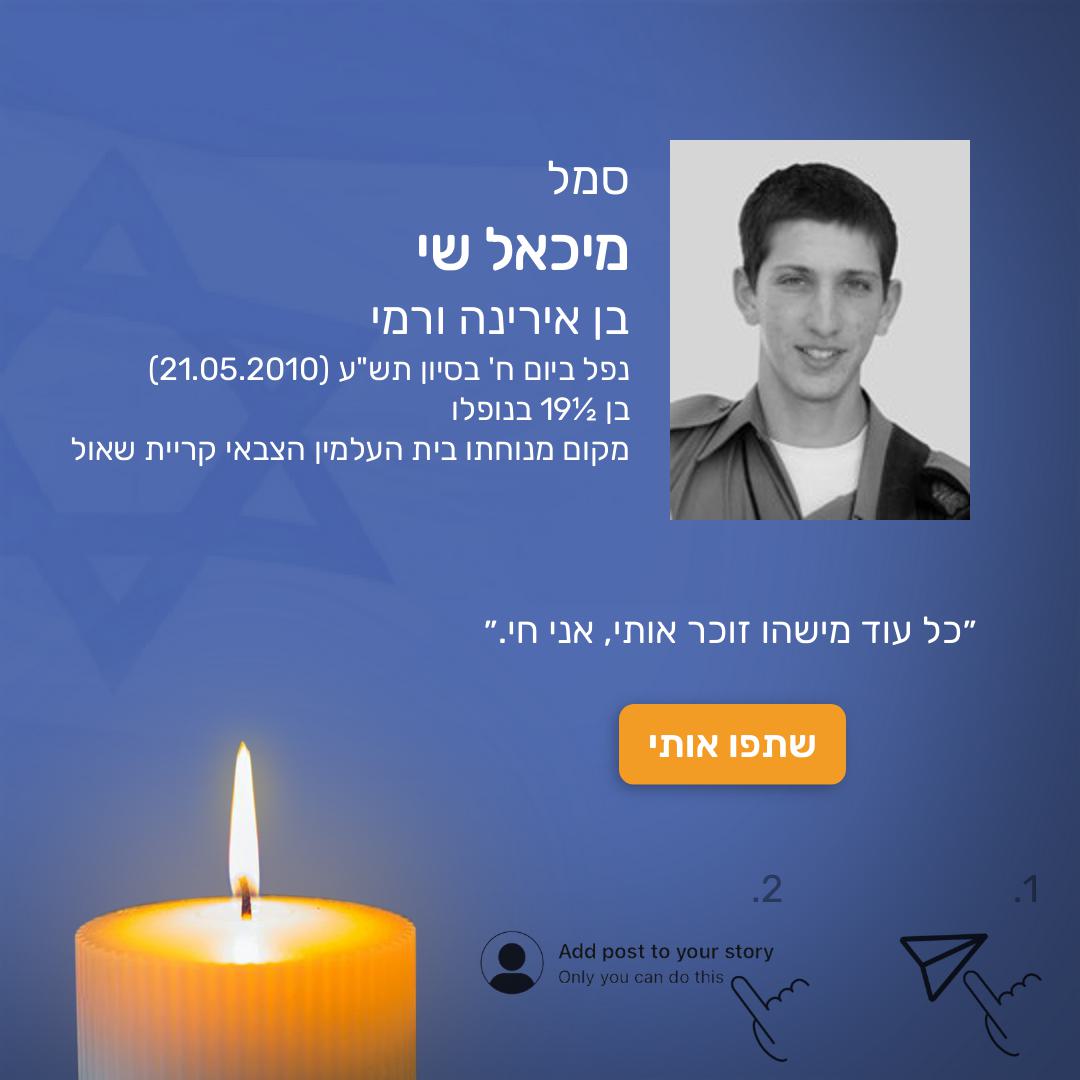 סמל
מיכאל שי
בן אירינה ורמי
נפל ביום ח' בסיון תש"ע (21.05.2010)
בן 19½ בנופלו
מקום מנוחתו בית העלמין הצבאי קריית שאול
״כל עוד מישהו זוכר אותי, אני חי.״
שתפו אותי
.1
.2
Add post to your story
Only you can do this